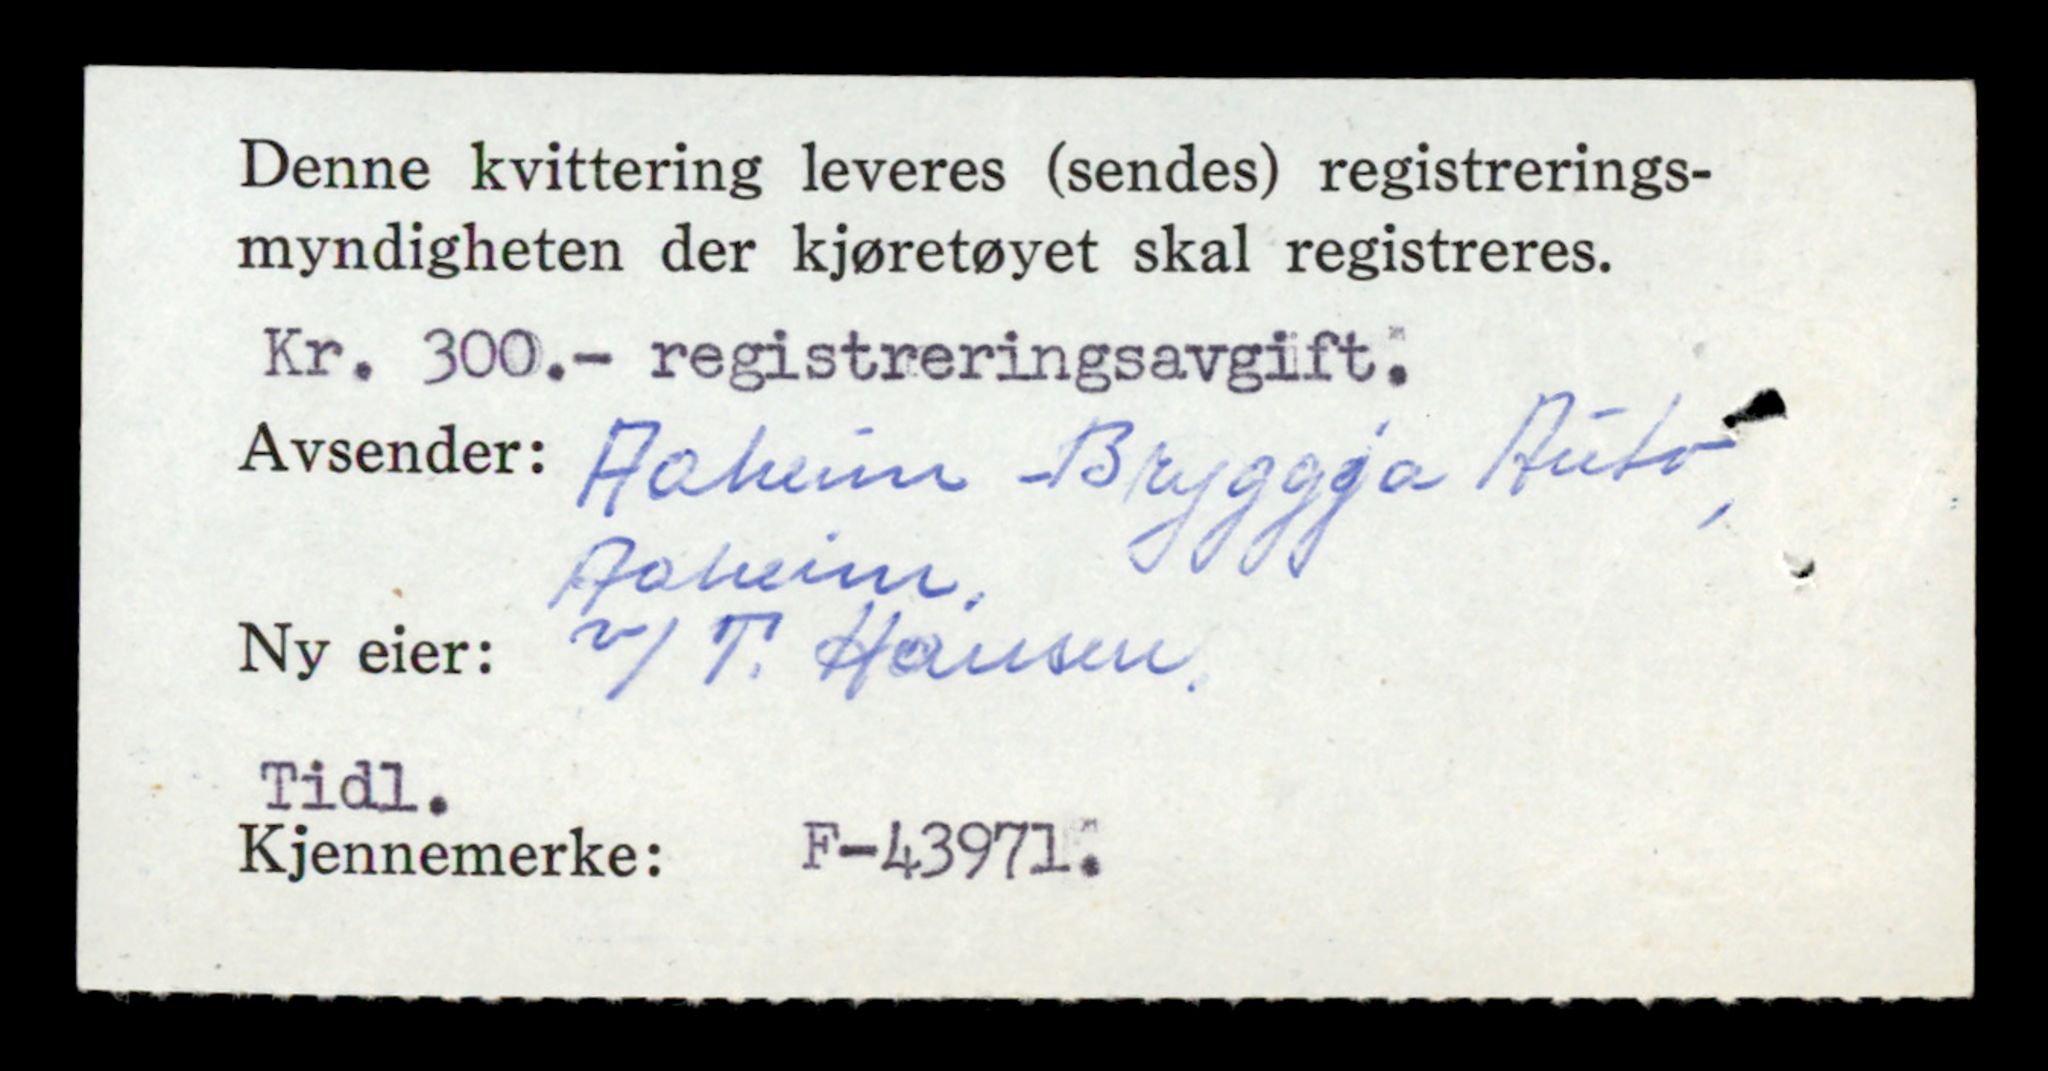 Denne kvittering leveres (sendes) registrerings-
myndigheten der kjøretøyet skal registreres.
Kr. 300.- registreringsavgift.
Avsender: Aaheim - Bryggja Auto,
Aaheim.
Ny eier: v/ T. Hansen.
Tidl.
Kjennemerke: F-43971.